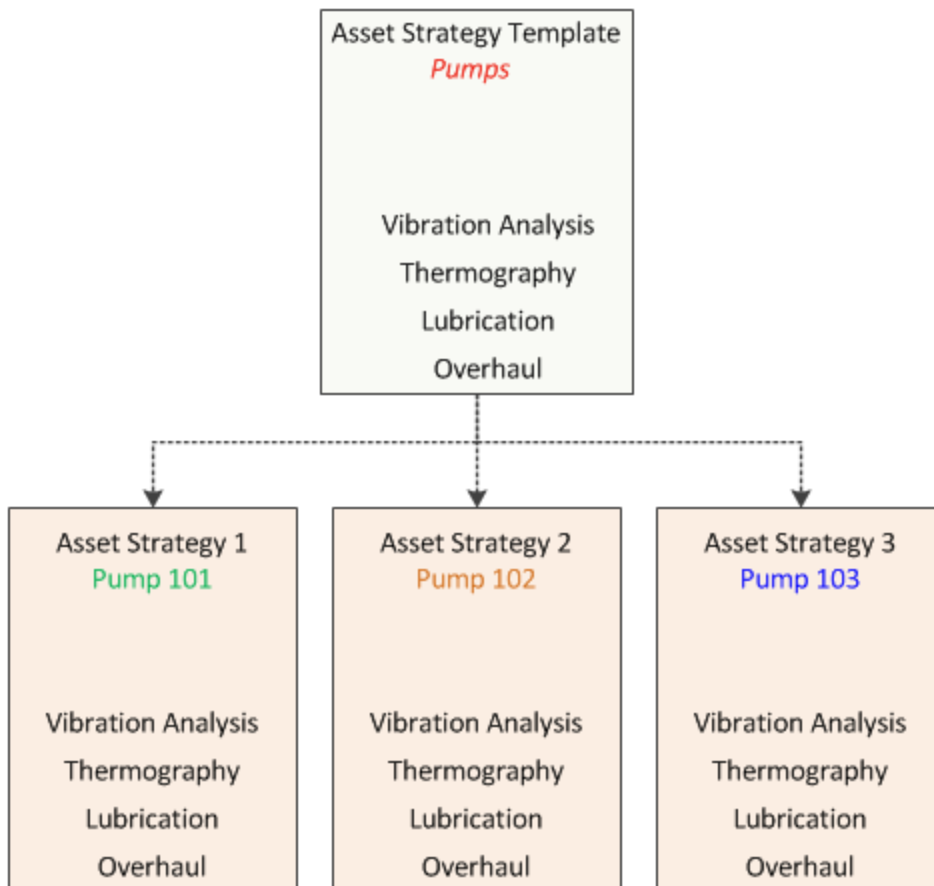 Asset Strategy Template
Pumps
Vibration Analysis
Thermography
Lubrication
Overhaul
Asset Strategy 1
Pump 101
Vibration Analysis
Thermography
Lubrication
Overhaul
Asset Strategy 2
Pump 102
Vibration Analysis
Thermography
Lubrication
Overhaul
Asset Strategy 3
Pump 103
Vibration Analysis
Thermography
Lubrication
Overhaul